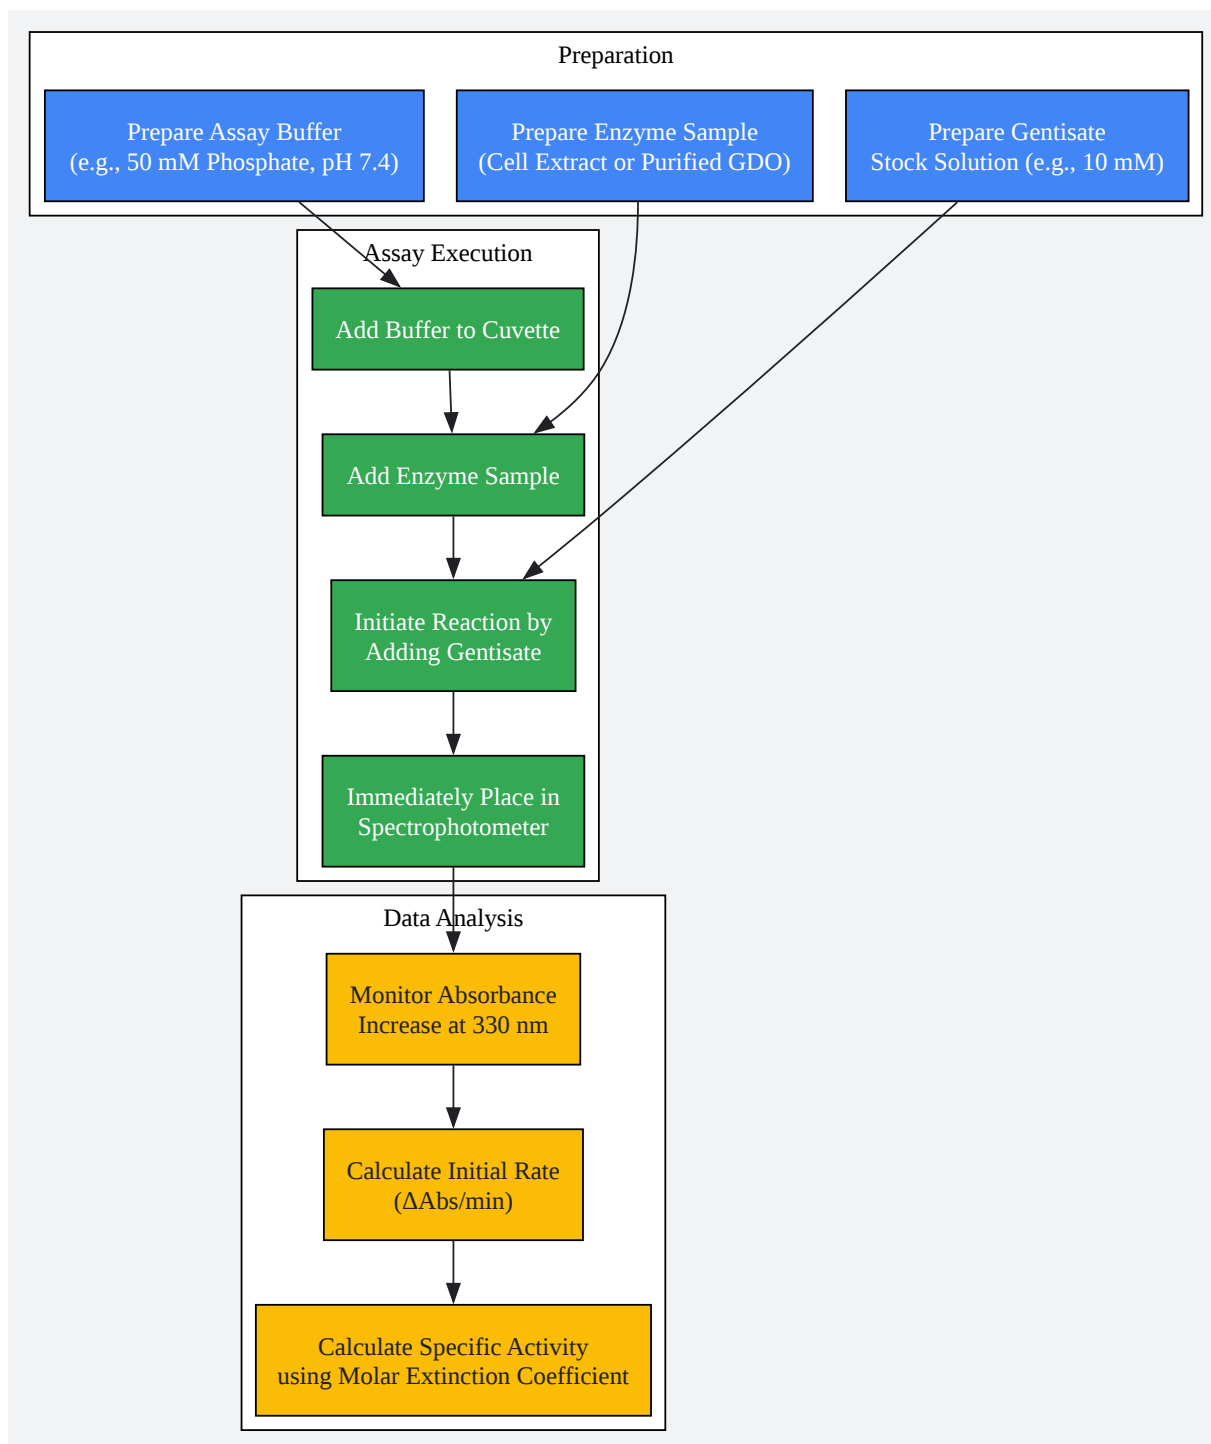 Preparation
Prepare Assay Buffer
(e.g., 50 mM Phosphate, pH 7.4)
Prepare Enzyme Sample
(Cell Extract or Purified GDO)
Prepare Gentisate
Stock Solution (e.g., 10 mM)
Assay Execution
Add Buffer to Cuvette
Add Enzyme Sample
Initiate Reaction by
Adding Gentisate
Immediately Place in
Spectrophotometer
Data Analysis
Monitor Absorbance
Increase at 330 nm
Calculate Initial Rate
(ΔAbs/min)
Calculate Specific Activity
using Molar Extinction Coefficient